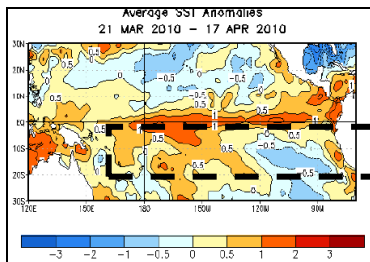 Average SST Anomalies
21 MAR 2010 – 17 APR 2010
30N
20N
10N
EQ
10S
20S
30S
120E 150E 180 150W 120W 90W
-3 -2 -1 -0.5 0 0.5 1 2 3